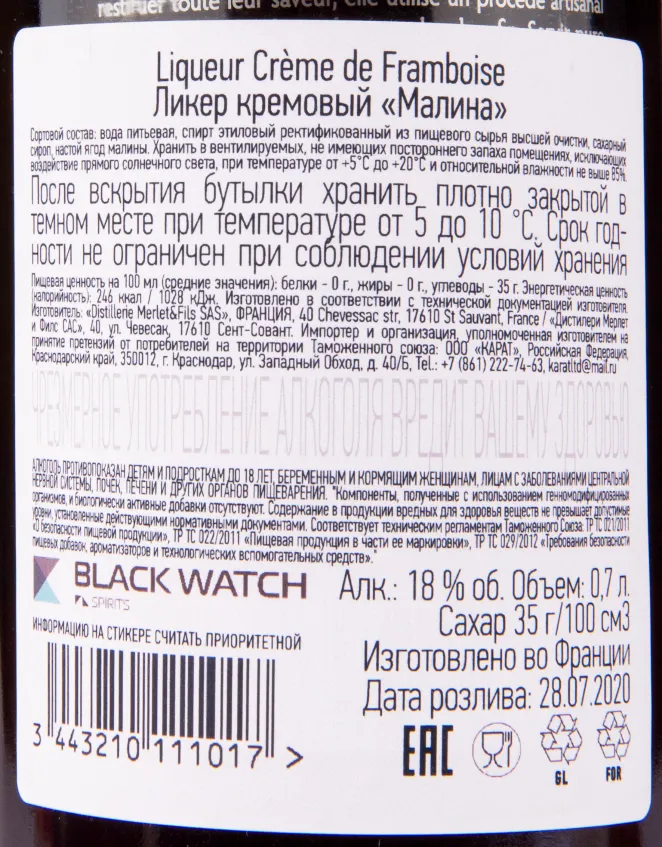 restituer toute leur saveur, elle utilise un procédé artisanal
Liqueur Crème de Framboise
Ликер кремовый «Малина»
Сортовой состав: вода питьевая, спирт этиловый ректификованный из пищевого сырья высшей очистки, сахарный
сироп, настой ягод малины. Хранить в вентилируемых, не имеющих постороннего запаха помещениях, исключающих
воздействие прямого солнечного света, при температуре от +5°С до +20°С и относительной влажности не выше 85%.
После вскрытия бутылки хранить плотно закрытой в
темном месте при температуре от 5 до 10 °С. Срок год-
ности не ограничен при соблюдении условий хранения
Пищевая ценность на 100 мл (средние значения): белки - 0 г., жиры - 0 г., углеводы - 35 г. Энергетическая ценность
(калорийность): 246 ккал / 1028 кДж. Изготовлено в соответствии с технической документацией изготовителя.
Изготовитель: «Distillerie Merlet&Fils SAS», ФРАНЦИЯ, 40 Chevessac str, 17610 St Sauvant, France / «Дистилери Мерлет
и Филс САС», 40, ул. Чевесак, 17610 Сент-Совант. Импортер и организация, уполномоченная изготовителем на
принятие претензий от потребителей на территории Таможенного союза: ООО «КАРАТ», Российская Федерация,
Краснодарский край, 350012, г. Краснодар, ул. Западный Обход, д. 40/Б, Tel.: +7 (861) 222-74-63, karatltd@mail.ru
ФРЕЗМЕРНОЕ УПОТРЕБЛЕНИЕ АЛКОГОЛЯ ВРЕДИТ ВАШЕМУ ЗДОРОВЬЮ
АЛКОГОЛЬ ПРОТИВОПОКАЗАН ДЕТЯМ И ПОДРОСТКАМ ДО 18 ЛЕТ, БЕРЕМЕННЫМ И КОРМЯЩИМ ЖЕНЩИНАМ, ЛИЦАМ С ЗАБОЛЕВАНИЯМИ ЦЕНТРАЛЬНОЙ
НЕРВНОЙ СИСТЕМЫ, ПОЧЕК, ПЕЧЕНИ И ДРУГИХ ОРГАНОВ ПИЩЕВАРЕНИЯ. "Компоненты, полученные с использованием генномодифицированных
организмов, и биологически активные добавки отсутствуют. Содержание в продукции вредных для здоровья веществ не превышает допустимые
уровни, установленные действующими нормативными документами. Соответствует техническим регламентам Таможенного Союза: ТР ТС 021/2011
«О безопасности пищевой продукции», ТР ТС 022/2011 «Пищевая продукция в части ее маркировки», ТР ТС 029/2012 «Требования безопасности
пищевых добавок, ароматизаторов и технологических вспомогательных средств»."
BLACK WATCH
SPIRITS
Алк.: 18 % об. Объем: 0,7 л.
Сахар 35 г/100 см3
ИНФОРМАЦИЮ НА СТИКЕРЕ СЧИТАТЬ ПРИОРИТЕТНОЙ
Изготовлено во Франции
Дата розлива: 28.07.2020
3 443210 111017 >
EAC
GL FOR